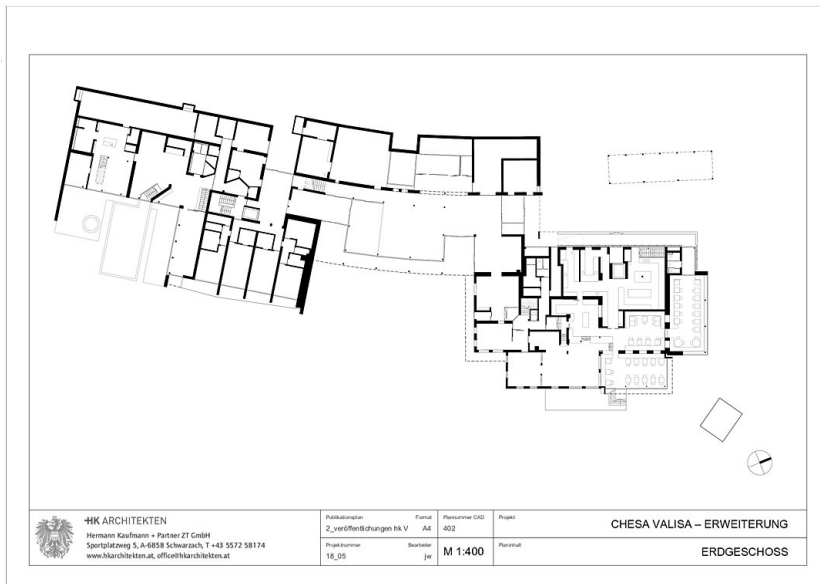 HK ARCHITEKTEN
Hermann Kaufmann + Partner ZT GmbH
Sportplatzweg 5, A-6858 Schwarzach, T +43 5572 58174
www.hkarchitekten.at, office@hkarchitekten.at
Publikationsplan Format
2_veröffentlichungen hk V A4
Projektnummer Bearbeiter
18_05 jw
Plannummer CAD
402
M 1:400
Projekt
CHESA VALISA – ERWEITERUNG
Planinhalt
ERDGESCHOSS